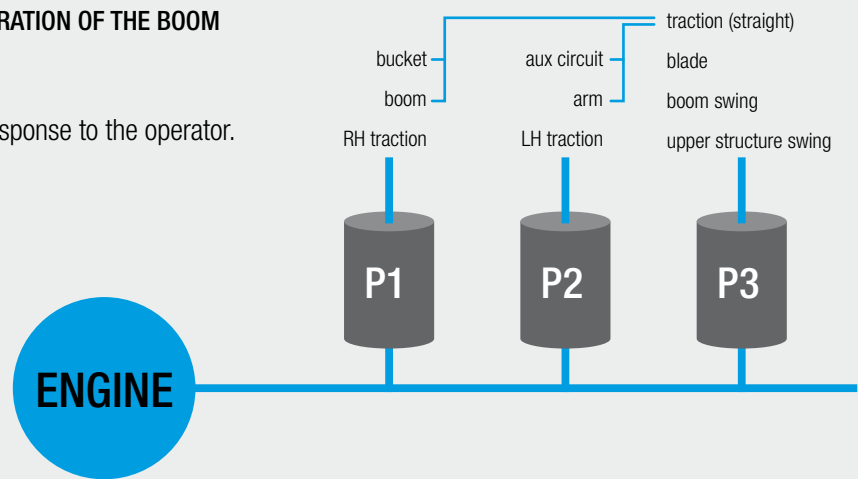 RATION OF THE BOOM
sponse to the operator.
bucket
boom
RH traction
aux circuit
arm
LH traction
traction (straight)
blade
boom swing
upper structure swing
P1
P2
P3
ENGINE